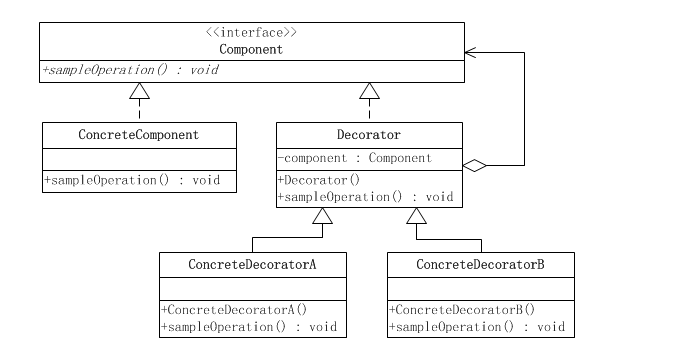 <<interface>>
Component
+sampleOperation() : void
ConcreteComponent
+sampleOperation() : void
Decorator
-component : Component
+Decorator()
+sampleOperation() : void
ConcreteDecoratorA
+ConcreteDecoratorA()
+sampleOperation() : void
ConcreteDecoratorB
+ConcreteDecoratorB()
+sampleOperation() : void